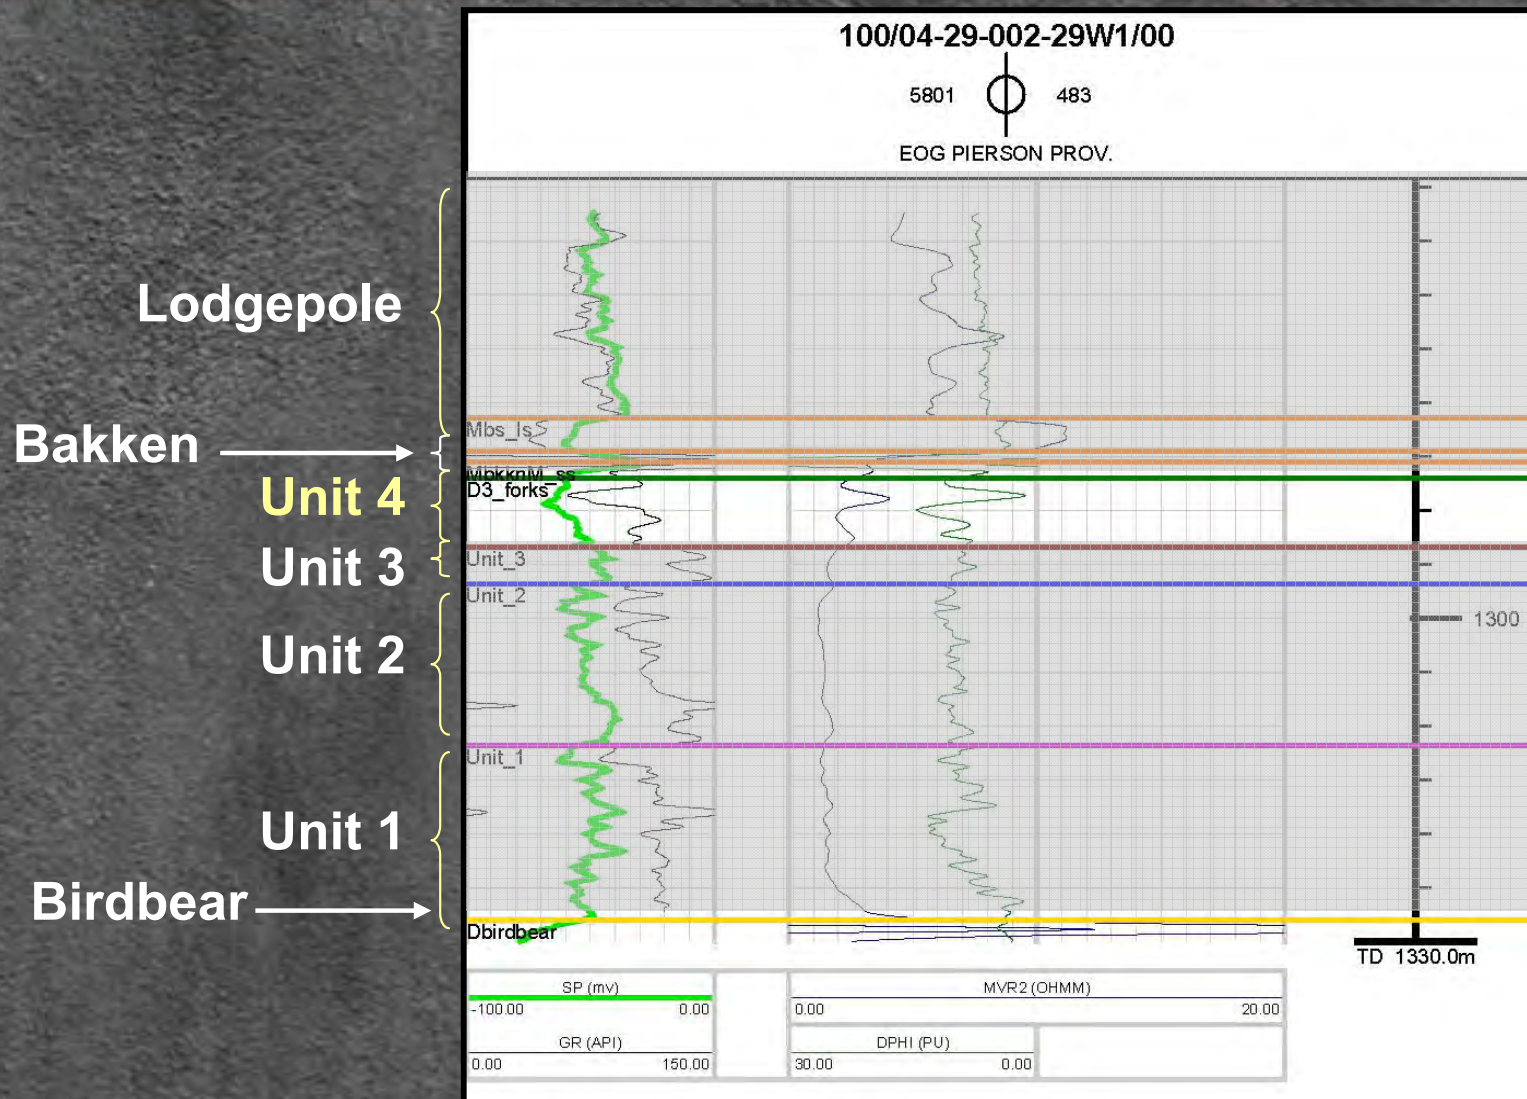 100/04-29-002-29W1/00
5801 483
EOG PIERSON PROV.
Lodgepole
Mbs_ls
Bakken
MbkknM_ss
D3_forks
Unit 4
Unit_3
Unit 3
Unit_2
1300
Unit 2
Unit_1
Unit 1
Birdbear
Dbirdbear
TD 1330.0m
SP (mv)
-100.00 0.00
MVR2 (OHMM)
0.00 20.00
GR (API)
0.00 150.00
DPHI (PU)
30.00 0.00